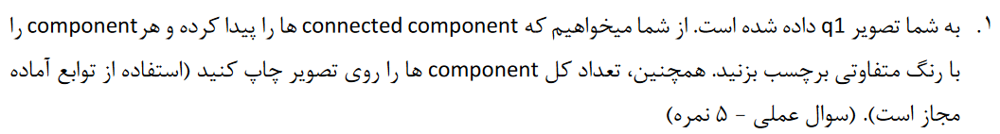 ۱. به شما تصویر q1 داده شده است. از شما میخواهیم که connected component ها را پیدا کرده و هر component را
با رنگ متفاوتی برچسب بزنید. همچنین، تعداد کل component ها را روی تصویر چاپ کنید (استفاده از توابع آماده
مجاز است). (سوال عملی – ۵ نمره)